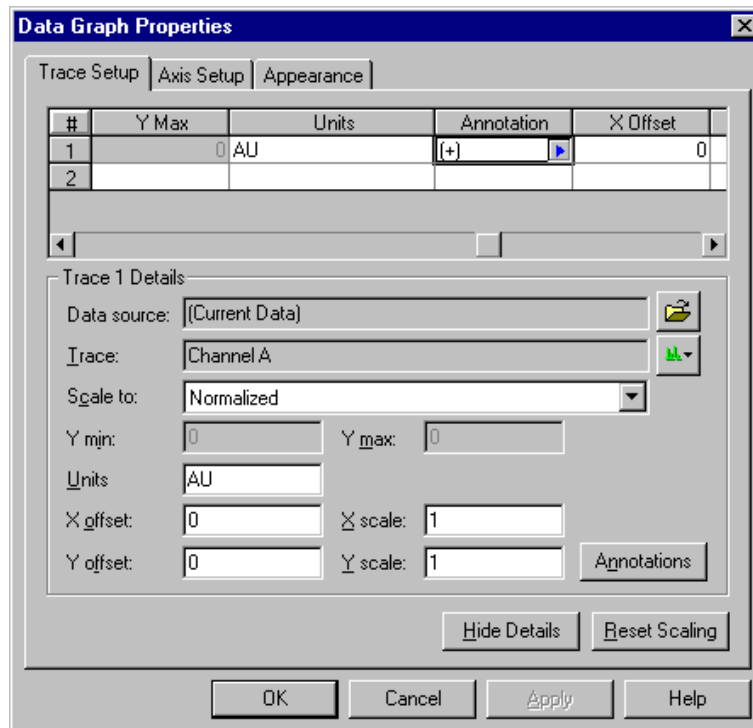 Data Graph Properties
Trace Setup Axis Setup Appearance
# Y Max Units Annotation X Offset
1 0 AU (+) 0
2
Trace 1 Details
Data source: (Current Data)
Trace: Channel A
Scale to: Normalized
Y min: 0 Y max: 0
Units AU
X offset: 0 X scale: 1
Y offset: 0 Y scale: 1 Annotations
Hide Details Reset Scaling
OK Cancel Apply Help